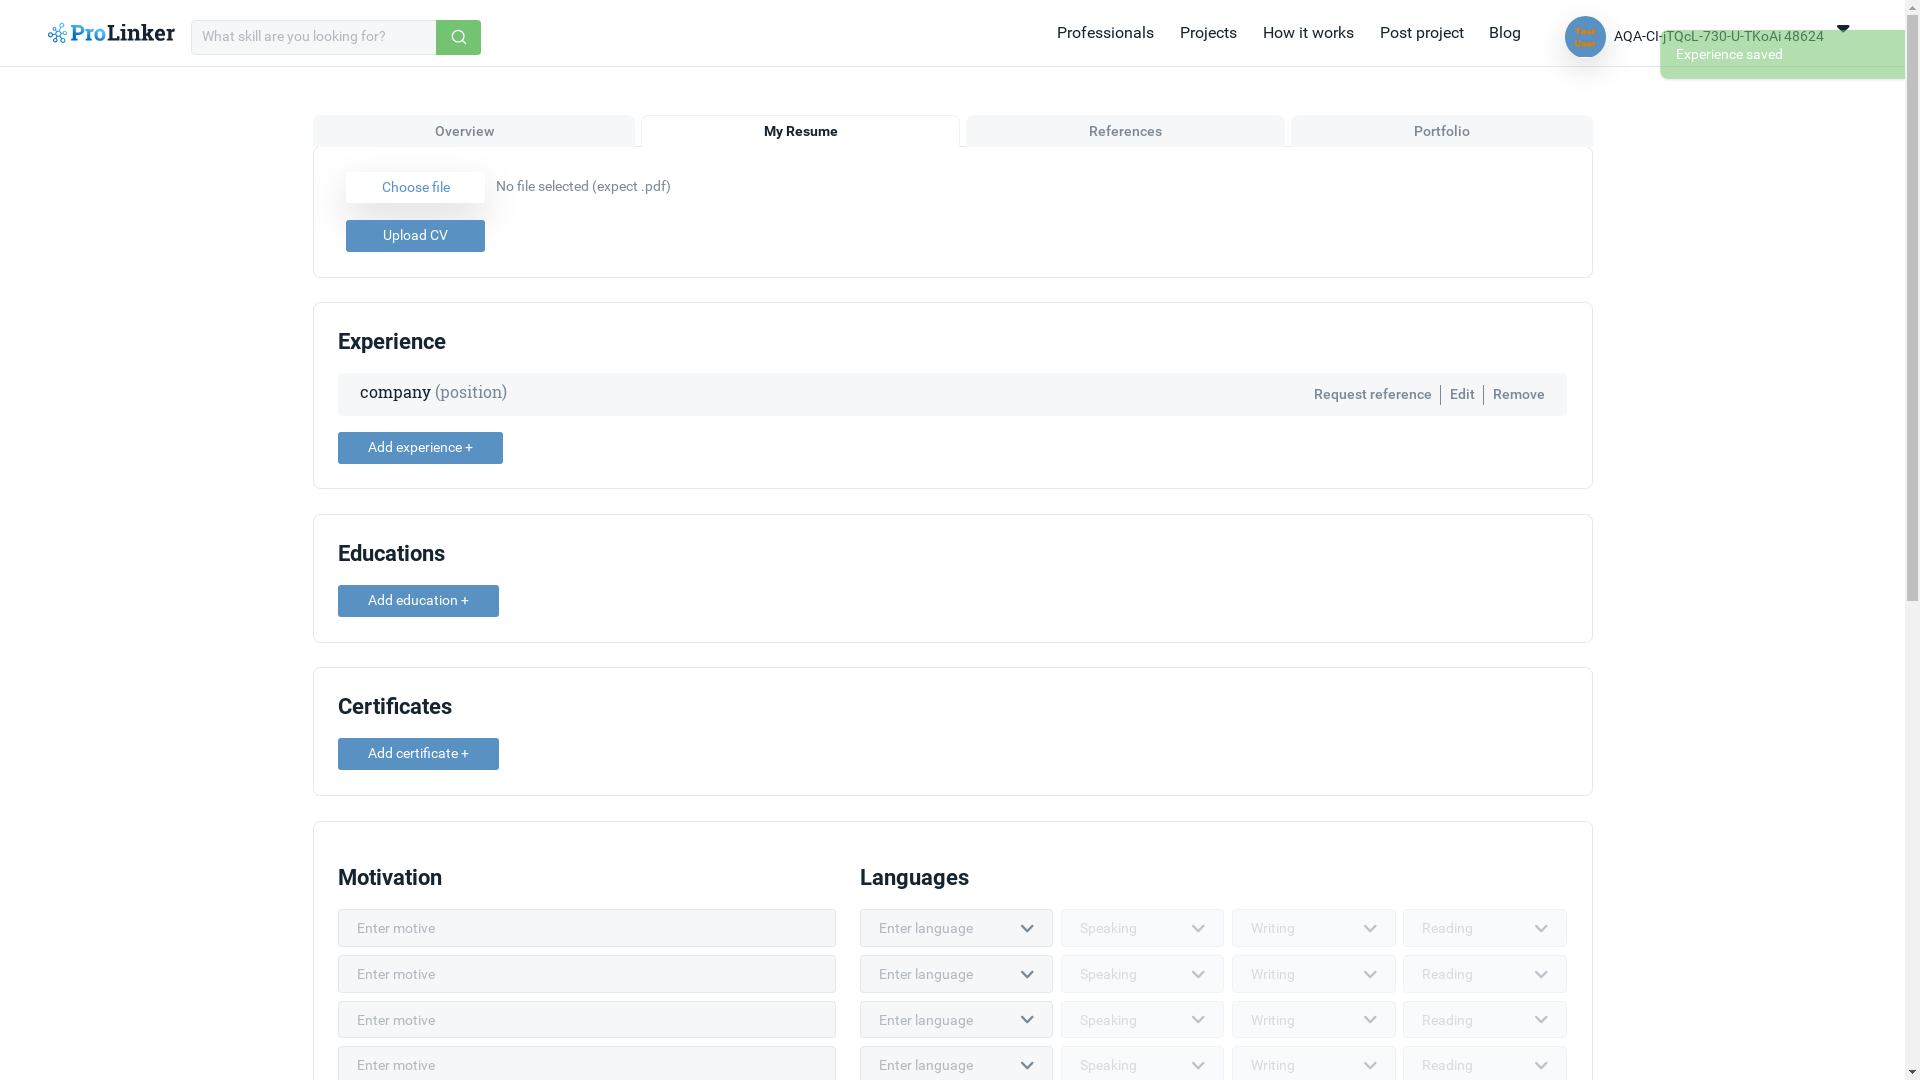 ProLinker
What skill are you looking for?
Professionals
Projects
How it works
Post project
Blog
Test
User
AQA-CI-jTQcL-730-U-TKoAi 48624
Experience saved
Overview
My Resume
References
Portfolio
Choose file
No file selected (expect .pdf)
Upload CV
Experience
company (position)
Request reference
Edit
Remove
Add experience +
Educations
Add education +
Certificates
Add certificate +
Motivation
Enter motive
Enter motive
Enter motive
Enter motive
Languages
Enter language Speaking Writing Reading
Enter language Speaking Writing Reading
Enter language Speaking Writing Reading
Enter language Speaking Writing Reading